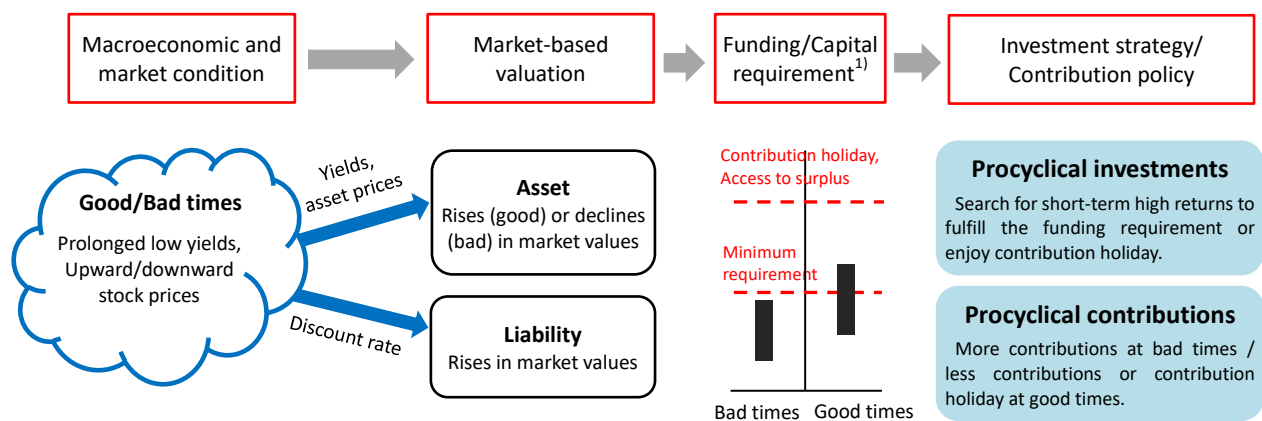 Macroeconomic and
market condition
Market-based
valuation
Funding/Capital
requirement1)
Investment strategy/
Contribution policy
Good/Bad times
Prolonged low yields,
Upward/downward
stock prices
Yields,
asset prices
Discount rate
Asset
Rises (good) or declines
(bad) in market values
Liability
Rises in market values
Contribution holiday,
Access to surplus
Minimum
requirement
Bad times
Good times
Procyclical investments
Search for short-term high returns to
fulfill the funding requirement or
enjoy contribution holiday.
Procyclical contributions
More contributions at bad times /
less contributions or contribution
holiday at good times.